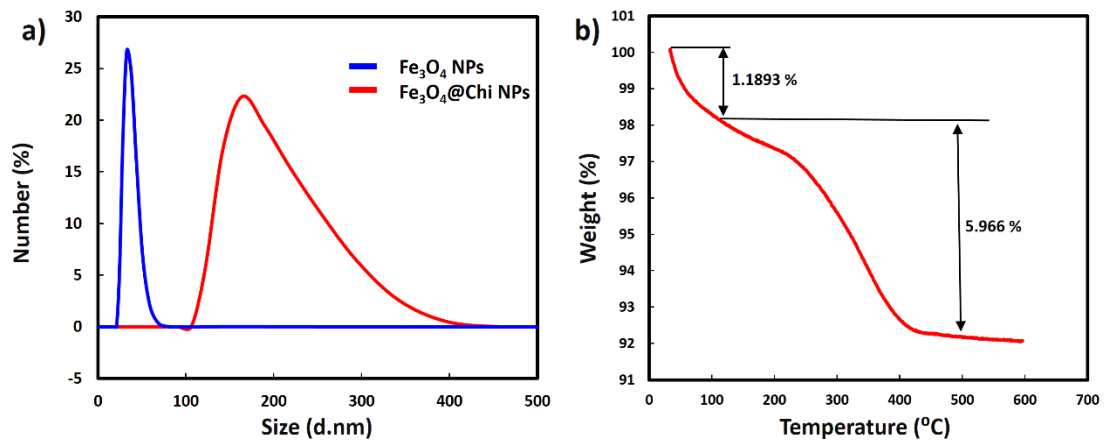 a)
30
25
20
15
10
5
0
-5
Number (%)
Fe₃O₄ NPs
Fe₃O₄@Chi NPs
0 100 200 300 400 500
Size (d.nm)
b)
101
100
99
98
97
96
95
94
93
92
91
Weight (%)
1.1893 %
5.966 %
0 100 200 300 400 500 600 700
Temperature (⁰C)